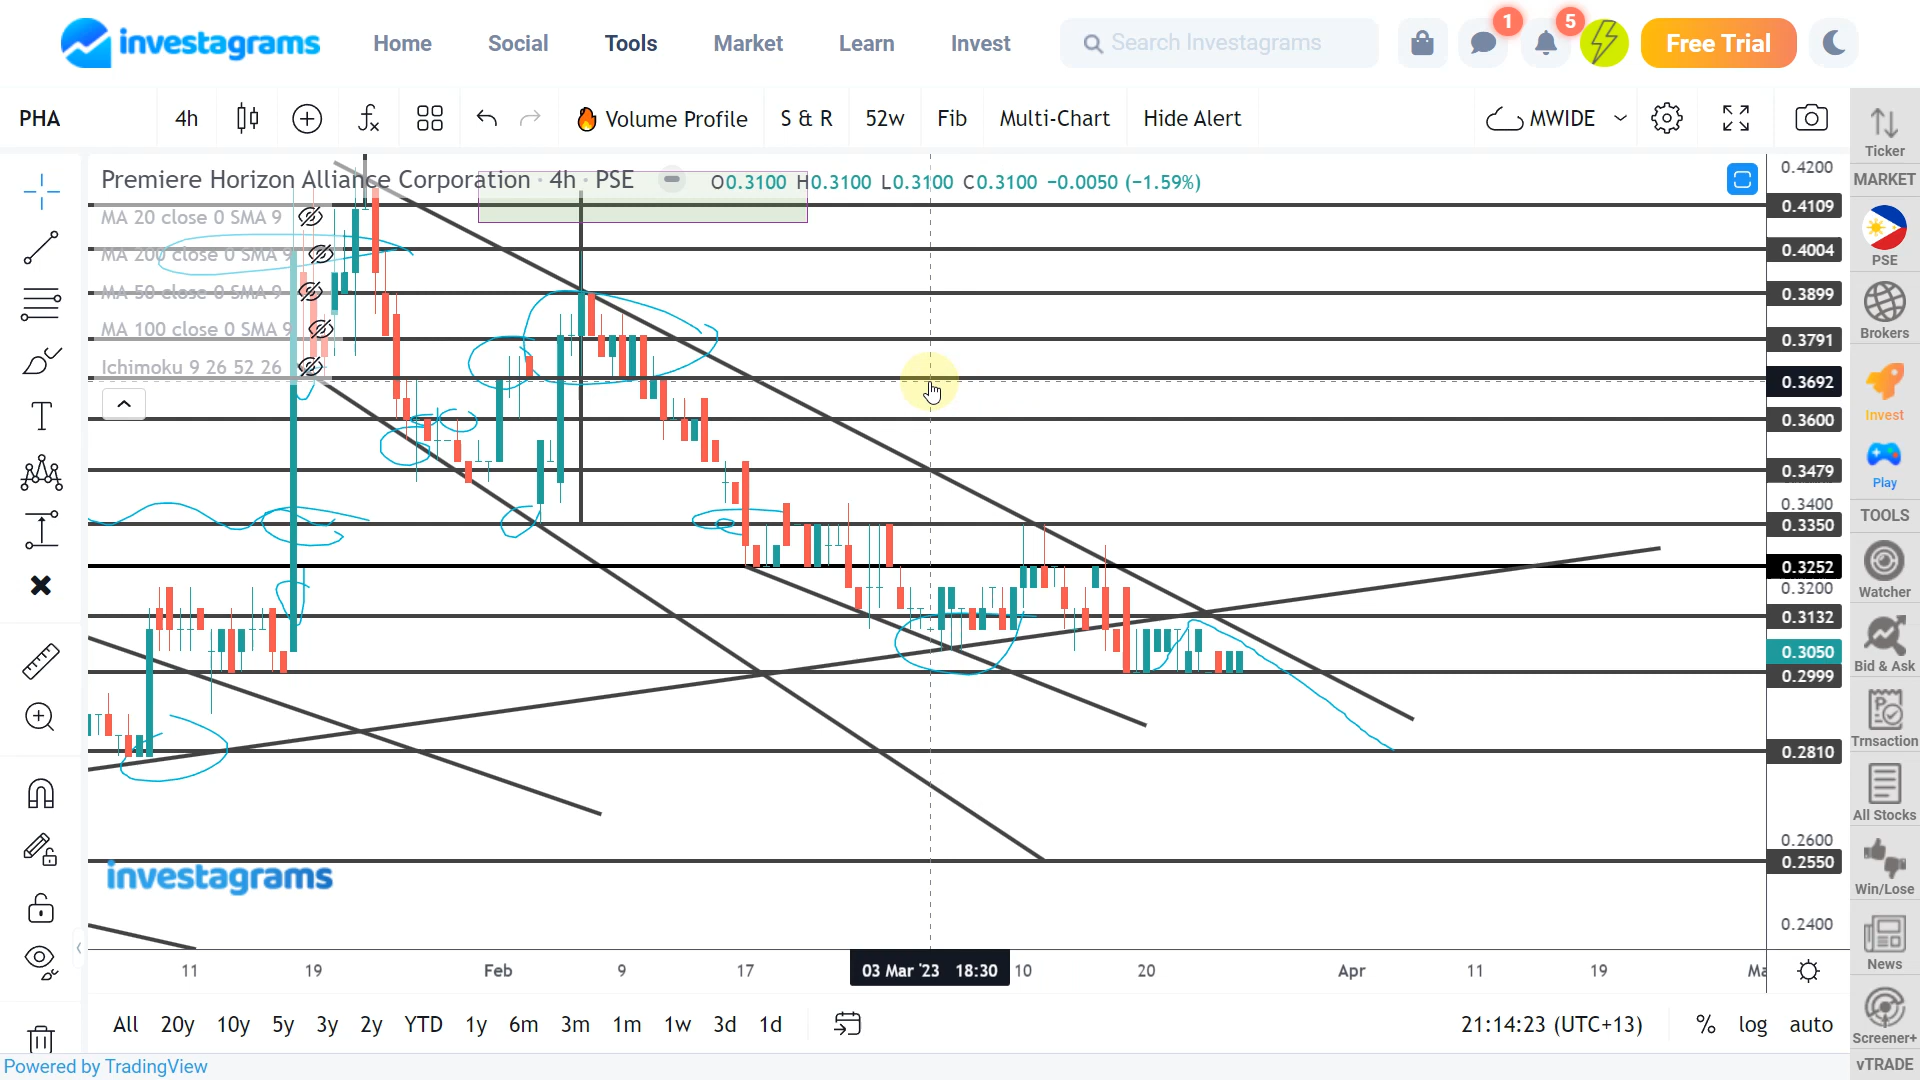 investagrams
Home Social Tools Market Learn Invest
Search Investagrams
1
5
Free Trial
PHA 4h Volume Profile S & R 52w Fib Multi-Chart Hide Alert MWIDE
Premiere Horizon Alliance Corporation · 4h · PSE O0.3100 H0.3100 L0.3100 C0.3100 −0.0050 (−1.59%)
MA 20 close 0 SMA 9
MA 200 close 0 SMA 9
MA 50 close 0 SMA 9
MA 100 close 0 SMA 9
Ichimoku 9 26 52 26
0.4200
0.4109
0.4004
0.3899
0.3791
0.3692
0.3600
0.3479
0.3400
0.3350
0.3252
0.3200
0.3132
0.3050
0.2999
0.2810
0.2600
0.2550
0.2400
Ticker
MARKET
PSE
Brokers
Invest
Play
TOOLS
Watcher
Bid & Ask
Trnsaction
All Stocks
Win/Lose
News
Screener+
vTRADE
investagrams
11 19 Feb 9 17 03 Mar '23 18:30 10 20 Apr 11 19 Ma
All 20y 10y 5y 3y 2y YTD 1y 6m 3m 1m 1w 3d 1d 21:14:23 (UTC+13) % log auto
Powered by TradingView